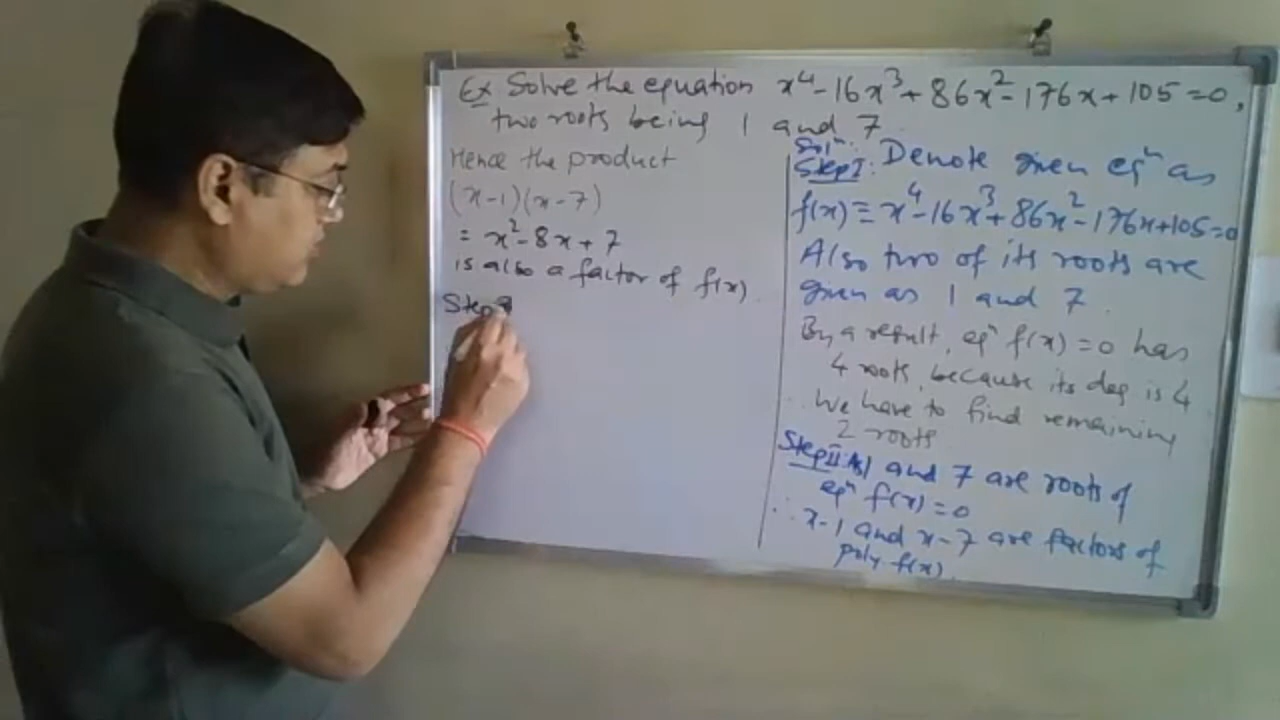 Ex Solve the equation x⁴-16x³+86x²-176x+105=0,
two roots being 1 and 7.
Solⁿ:
Step I: Denote given eqⁿ as
f(x)≡x⁴-16x³+86x²-176x+105=0
Also two of its roots are
given as 1 and 7.
By a result, eqⁿ f(x)=0 has
4 roots, because its deg is 4
∴ We have to find remaining
2 roots
Step II: As 1 and 7 are roots of
eqⁿ f(x)=0
∴ x-1 and x-7 are factors of
poly. f(x).
Hence the product
(x-1)(x-7)
= x²-8x+7
is also a factor of f(x).
Step